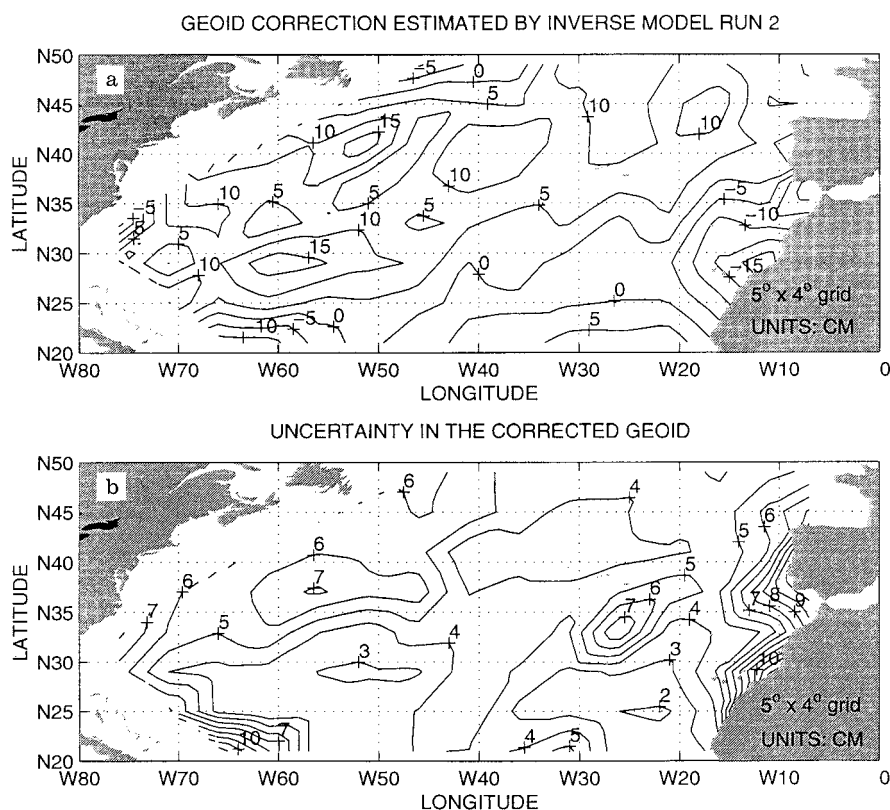 GEOID CORRECTION ESTIMATED BY INVERSE MODEL RUN 2
a
N50
N45
N40
N35
N30
N25
N20
LATITUDE
-5
0
5
10
10
15
10
10
10
5
5
10
5
-5
5
5
10
15
10
5
0
-5
-10
-15
0
5
10
-5
0
5° x 4° grid
UNITS: CM
W80
W70
W60
W50
W40
W30
W20
W10
0
LONGITUDE
UNCERTAINTY IN THE CORRECTED GEOID
b
N50
N45
N40
N35
N30
N25
N20
LATITUDE
6
4
6
5
6
7
5
6
7
6
7
5
4
3
4
3
2
7
8
9
10
10
7
4
5
5° x 4° grid
UNITS: CM
W80
W70
W60
W50
W40
W30
W20
W10
0
LONGITUDE